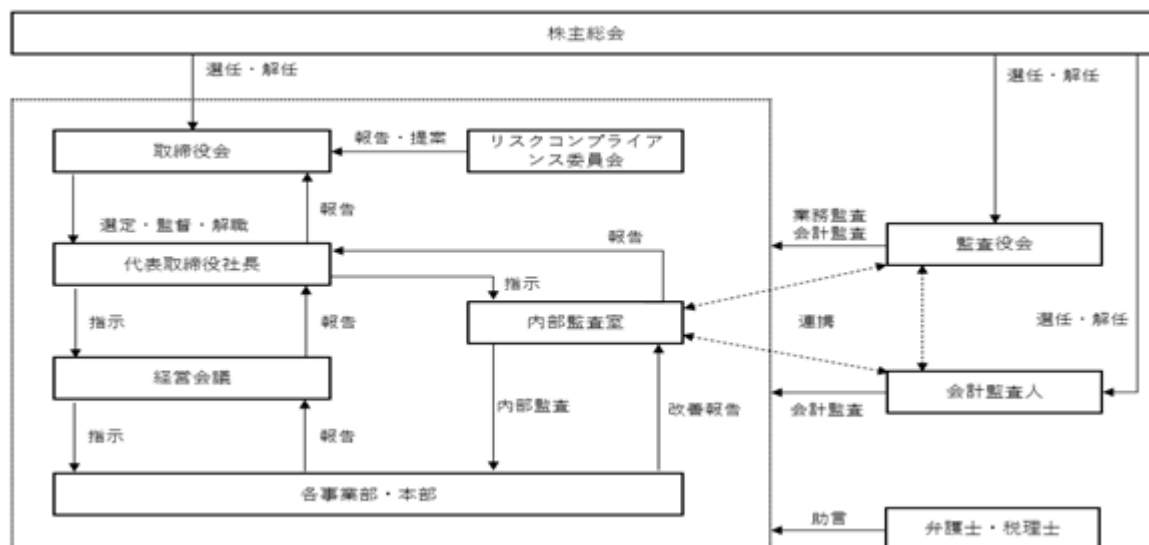 株主総会
選任・解任
選任・解任
取締役会
報告・提案
リスクコンプライア
ンス委員会
選定・監督・解職
報告
業務監査
会計監査
監査役会
代表取締役社長
報告
指示
内部監査室
指示
報告
連携
選任・解任
経営会議
内部監査
改善報告
会計監査
会計監査人
指示
報告
各事業部・本部
助言
弁護士・税理士